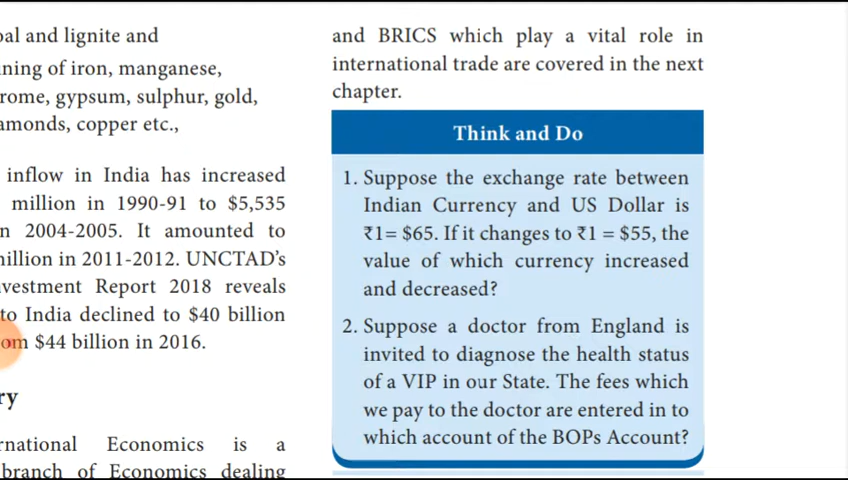 oal and lignite and
ning of iron, manganese,
rome, gypsum, sulphur, gold,
amonds, copper etc.,
inflow in India has increased
million in 1990-91 to $5,535
n 2004-2005. It amounted to
nillion in 2011-2012. UNCTAD’s
vestment Report 2018 reveals
to India declined to $40 billion
om $44 billion in 2016.
ry
rnational Economics is a
branch of Economics dealing
and BRICS which play a vital role in
international trade are covered in the next
chapter.
Think and Do
1. Suppose the exchange rate between
Indian Currency and US Dollar is
₹1= $65. If it changes to ₹1 = $55, the
value of which currency increased
and decreased?
2. Suppose a doctor from England is
invited to diagnose the health status
of a VIP in our State. The fees which
we pay to the doctor are entered in to
which account of the BOPs Account?